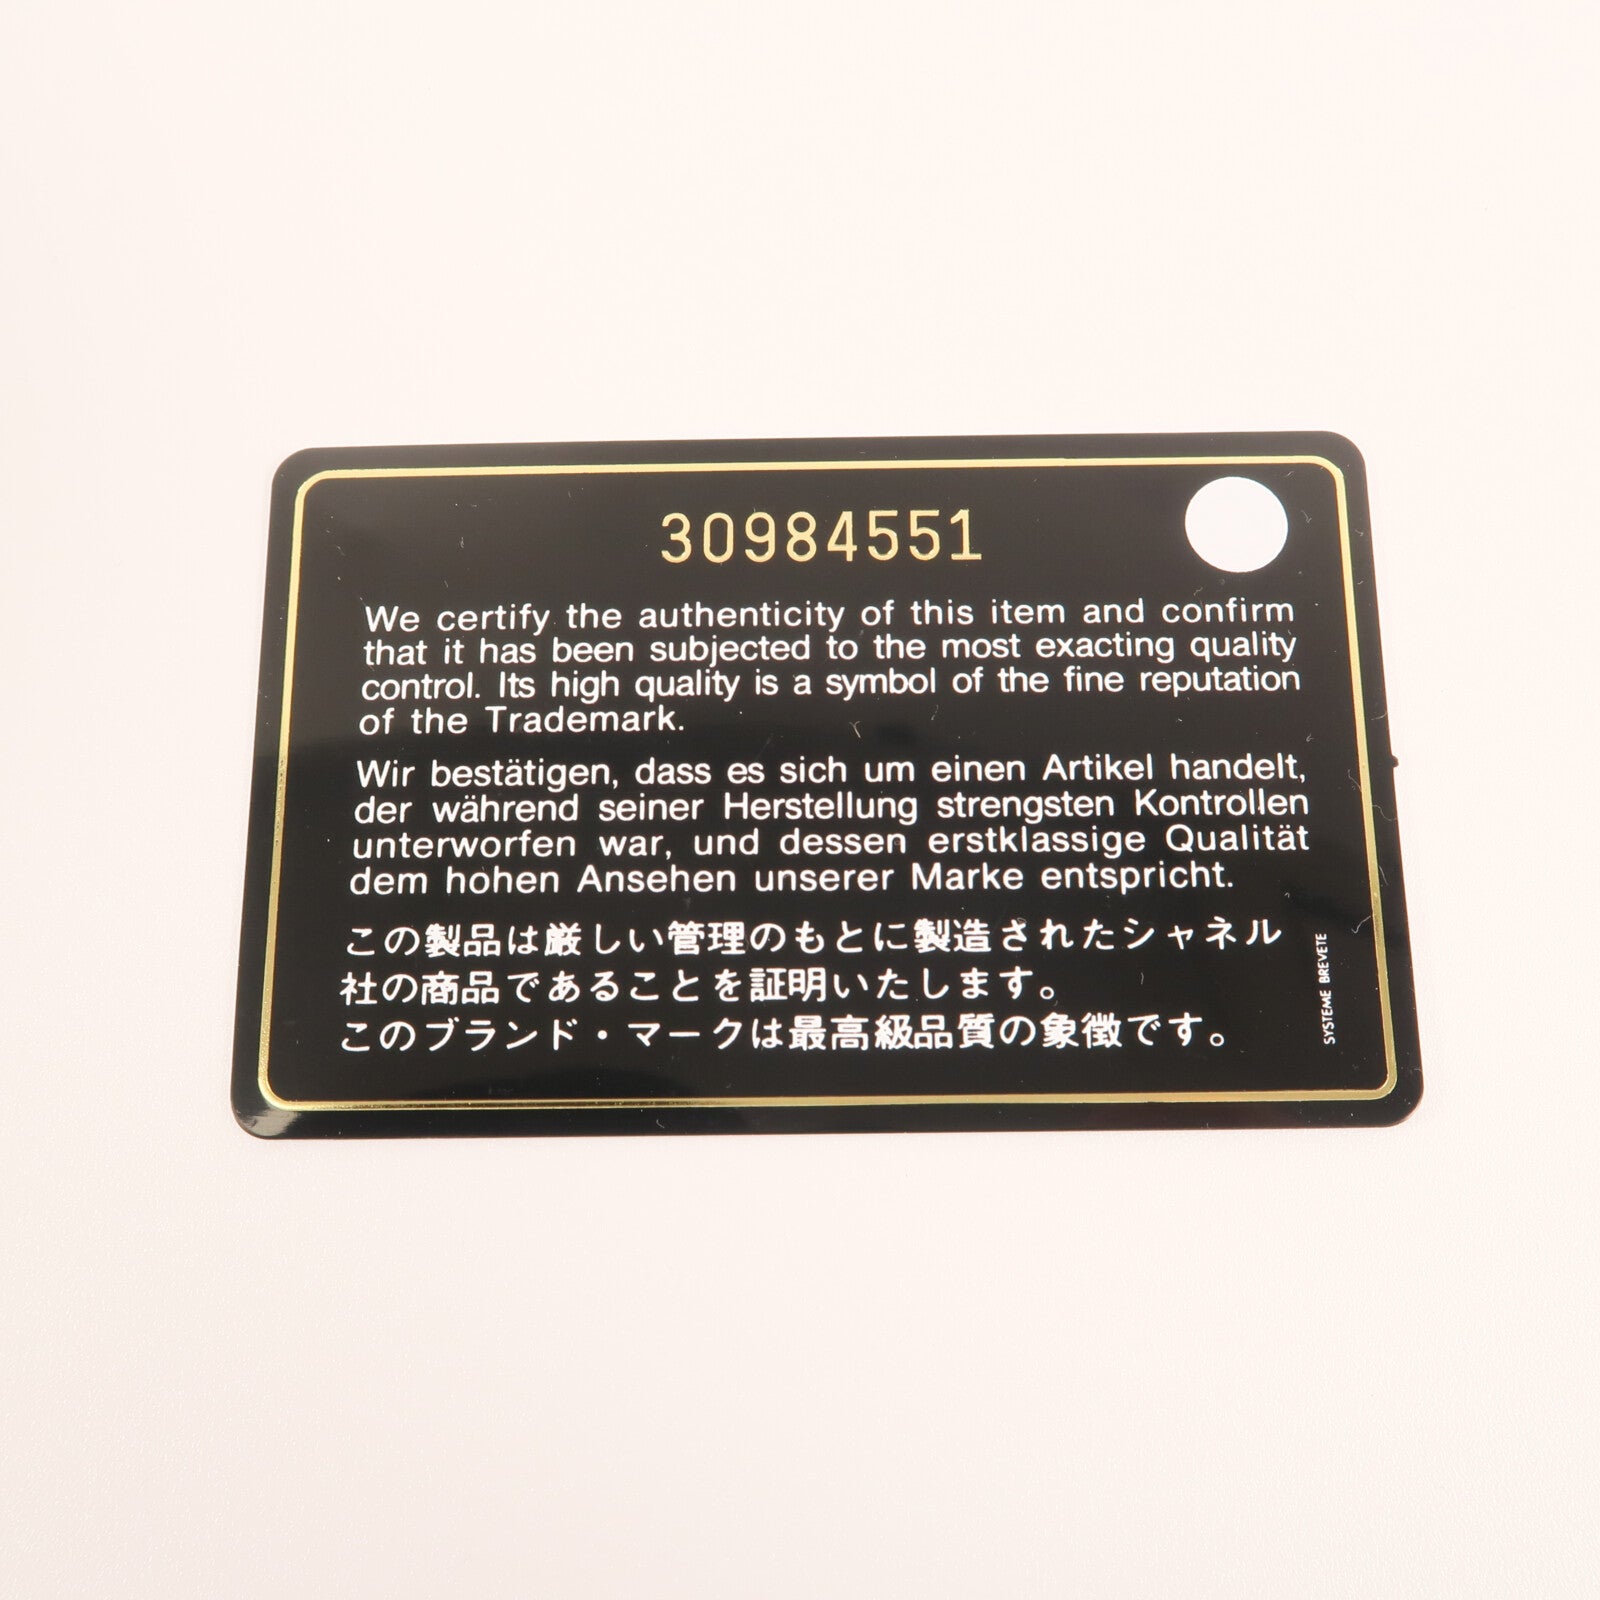 30984551
We certify the authenticity of this item and confirm
that it has been subjected to the most exacting quality
control. Its high quality is a symbol of the fine reputation
of the Trademark.
Wir bestätigen, dass es sich um einen Artikel handelt,
der während seiner Herstellung strengsten Kontrollen
unterworfen war, und dessen erstklassige Qualität
dem hohen Ansehen unserer Marke entspricht.
この製品は厳しい管理のもとに製造されたシャネル
社の商品であることを証明いたします。
このブランド・マークは最高級品質の象徴です。
SYSTEME BREVETE